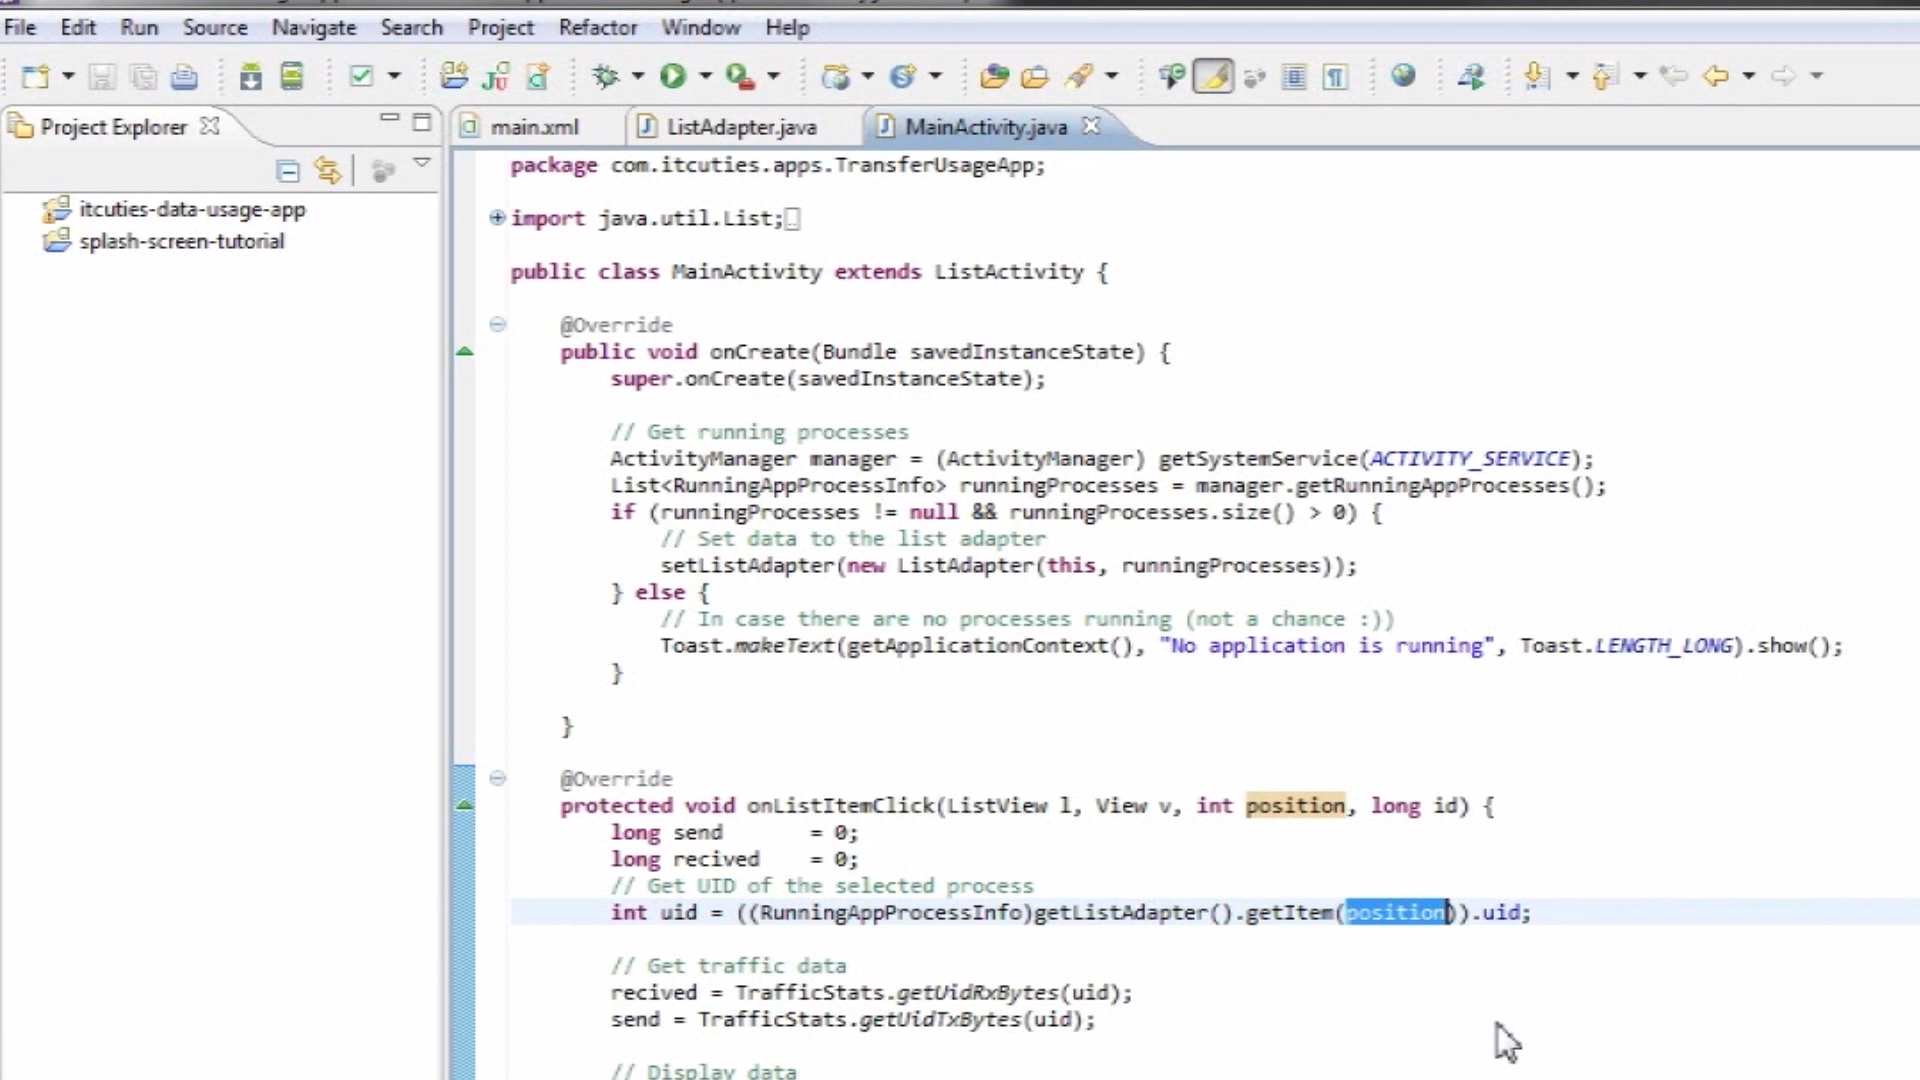 File Edit Run Source Navigate Search Project Refactor Window Help
Project Explorer
main.xml
ListAdapter.java
MainActivity.java
itcuties-data-usage-app
splash-screen-tutorial
package com.itcuties.apps.TransferUsageApp;
import java.util.List;
public class MainActivity extends ListActivity {
@Override
public void onCreate(Bundle savedInstanceState) {
super.onCreate(savedInstanceState);
// Get running processes
ActivityManager manager = (ActivityManager) getSystemService(ACTIVITY_SERVICE);
List<RunningAppProcessInfo> runningProcesses = manager.getRunningAppProcesses();
if (runningProcesses != null && runningProcesses.size() > 0) {
// Set data to the list adapter
setListAdapter(new ListAdapter(this, runningProcesses));
} else {
// In case there are no processes running (not a chance :))
Toast.makeText(getApplicationContext(), "No application is running", Toast.LENGTH_LONG).show();
}
}
@Override
protected void onListItemClick(ListView l, View v, int position, long id) {
long send = 0;
long recived = 0;
// Get UID of the selected process
int uid = ((RunningAppProcessInfo)getListAdapter().getItem(position)).uid;
// Get traffic data
recived = TrafficStats.getUidRxBytes(uid);
send = TrafficStats.getUidTxBytes(uid);
// Display data